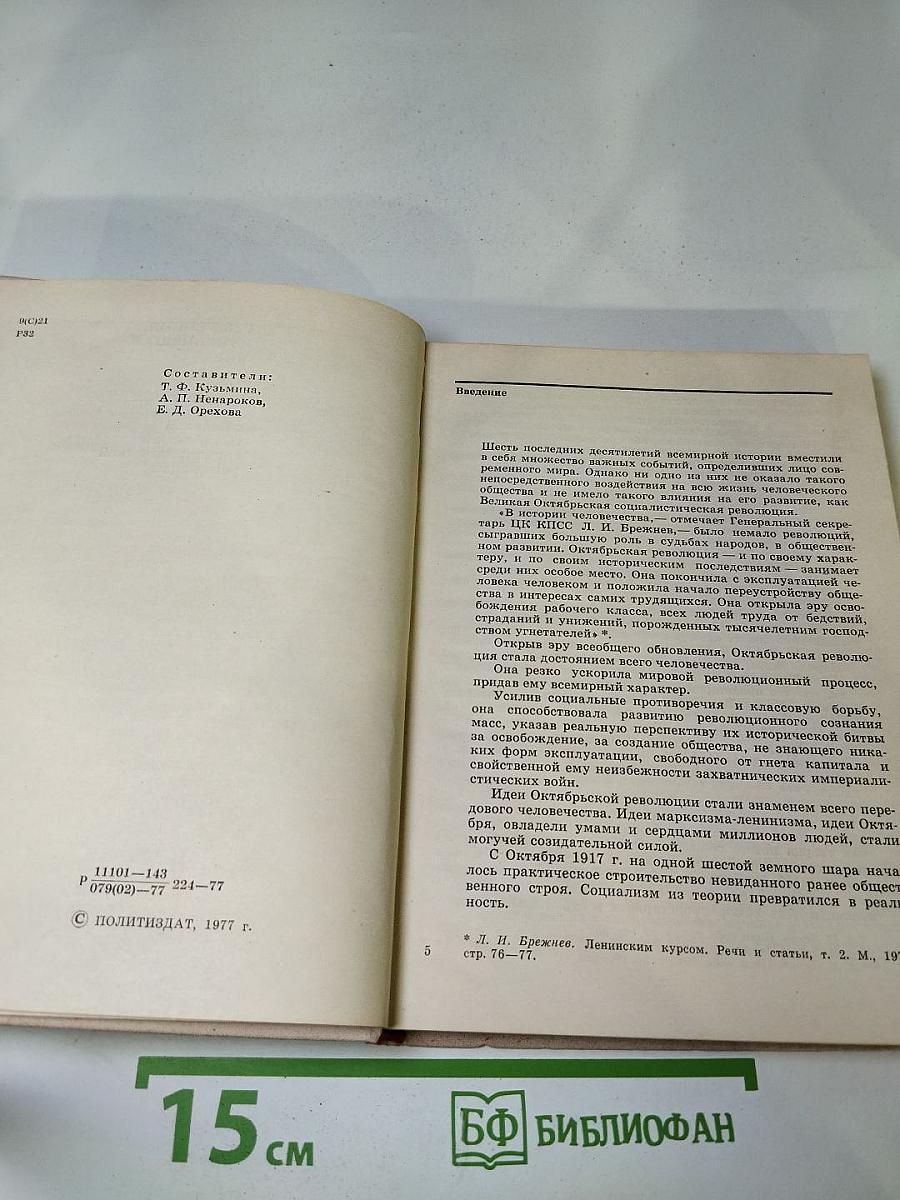 9(С)21
Р32
Составители:
Т. Ф. Кузьмина,
А. П. Ненароков,
Е. Д. Орехова
Р 11101—143
079(02)—77 224—77
© ПОЛИТИЗДАТ, 1977 г.
Введение
Шесть последних десятилетий всемирной истории вместили
в себя множество важных событий, определивших лицо сов-
ременного мира. Однако ни одно из них не оказало такого
непосредственного воздействия на всю жизнь человеческого
общества и не имело такого влияния на его развитие, как
Великая Октябрьская социалистическая революция.
«В истории человечества,— отмечает Генеральный секре-
тарь ЦК КПСС Л. И. Брежнев,— было немало революций,
сыгравших большую роль в судьбах народов, в обществен-
ном развитии. Октябрьская революция — и по своему харак-
теру, и по своим историческим последствиям — занимает
среди них особое место. Она покончила с эксплуатацией че-
ловека человеком и положила начало переустройству обще-
ства в интересах самих трудящихся. Она открыла эру осво-
бождения рабочего класса, всех людей труда от бедствий,
страданий и унижений, порожденных тысячелетним господ-
ством угнетателей» *.
Открыв эру всеобщего обновления, Октябрьская револю-
ция стала достоянием всего человечества.
Она резко ускорила мировой революционный процесс,
придав ему всемирный характер.
Усилив социальные противоречия и классовую борьбу,
она способствовала развитию революционного сознания
масс, указав реальную перспективу их исторической битвы
за освобождение, за создание общества, не знающего ника-
ких форм эксплуатации, свободного от гнета капитала и
свойственной ему неизбежности захватнических империали-
стических войн.
Идеи Октябрьской революции стали знаменем всего пере-
дового человечества. Идеи марксизма-ленинизма, идеи Октя-
бря, овладели умами и сердцами миллионов людей, стали
могучей созидательной силой.
С Октября 1917 г. на одной шестой земного шара нача
лось практическое строительство невиданного ранее общест
венного строя. Социализм из теории превратился в реаль
ность.
* Л. И. Брежнев. Ленинским курсом. Речи и статьи, т. 2. М., 197
стр. 76—77.
5
15 см
БФ БИБЛИОФАН